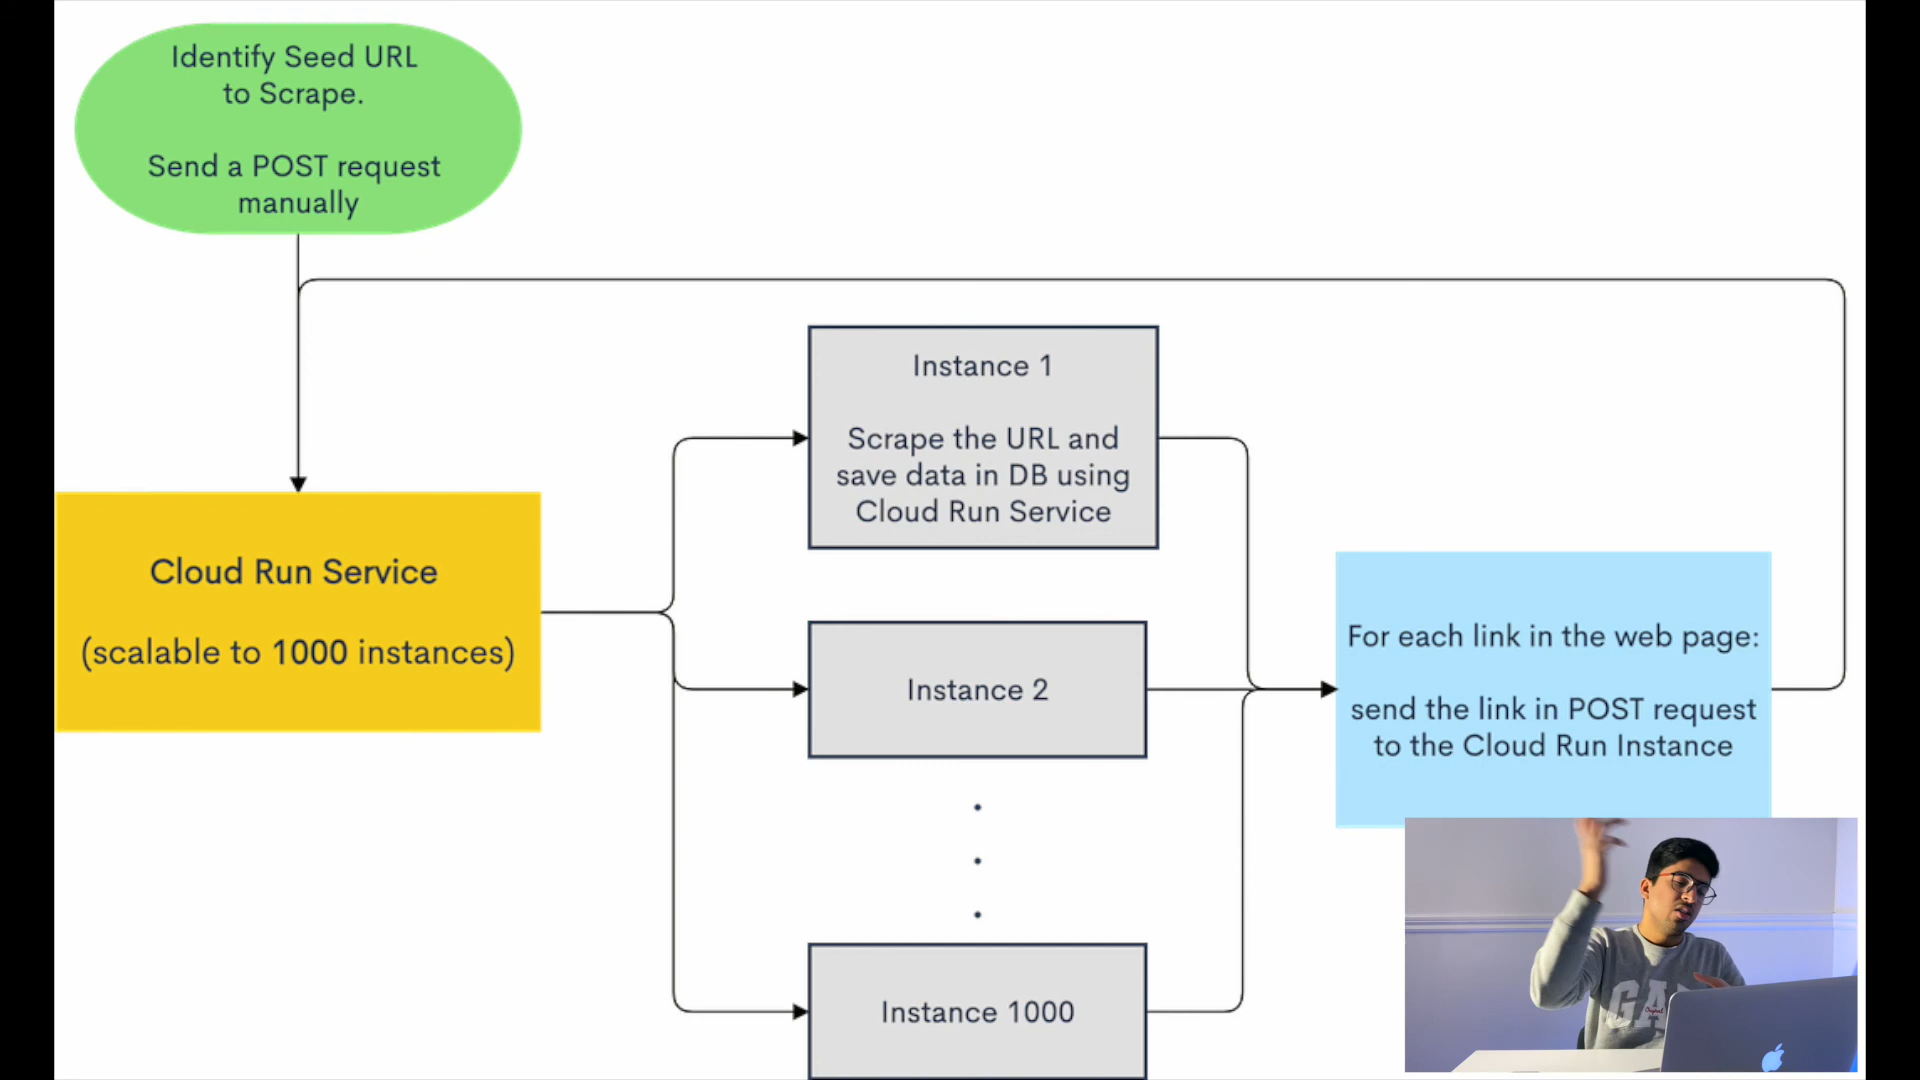 Identify Seed URL
to Scrape.
Send a POST request
manually
Cloud Run Service
(scalable to 1000 instances)
Instance 1
Scrape the URL and
save data in DB using
Cloud Run Service
Instance 2
Instance 1000
For each link in the web page:
send the link in POST request
to the Cloud Run Instance
GA
Original